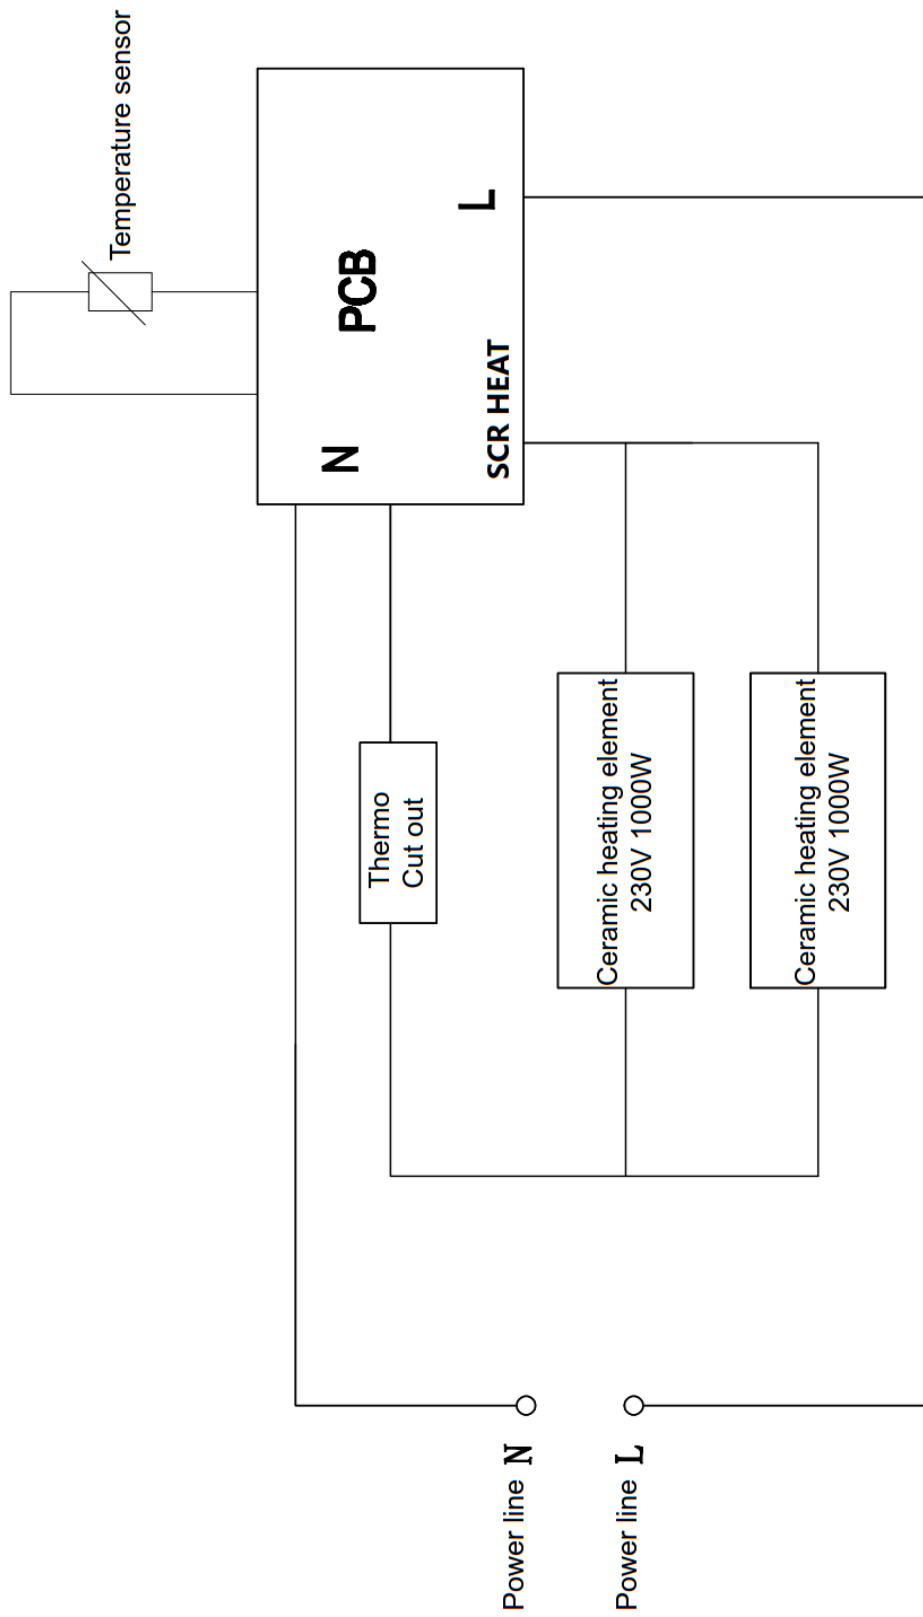 Temperature sensor
PCB
N
L
SCR HEAT
Thermo
Cut out
Ceramic heating element
230V 1000W
Ceramic heating element
230V 1000W
Power line N
Power line L